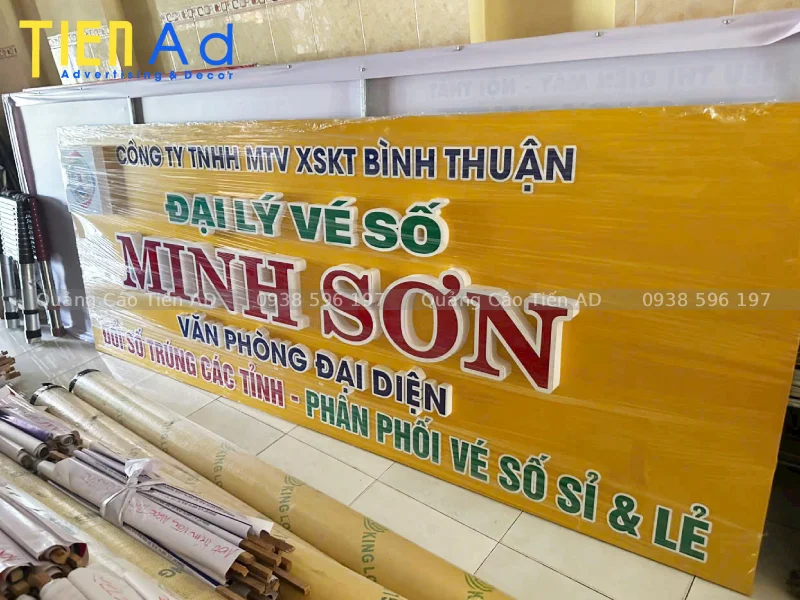 TIEN Ad
Advertising & Decor
CÔNG TY TNHH MTV XSKT BÌNH THUẬN
ĐẠI LÝ VÉ SỐ
MINH SƠN
Quảng Cáo Tiến AD 0938 596 197 Quảng Cáo Tiến AD 0938 596 197
VĂN PHÒNG ĐẠI DIỆN
ĐỔI SỐ TRÚNG CÁC TỈNH - PHÂN PHỐI VÉ SỐ SỈ & LẺ